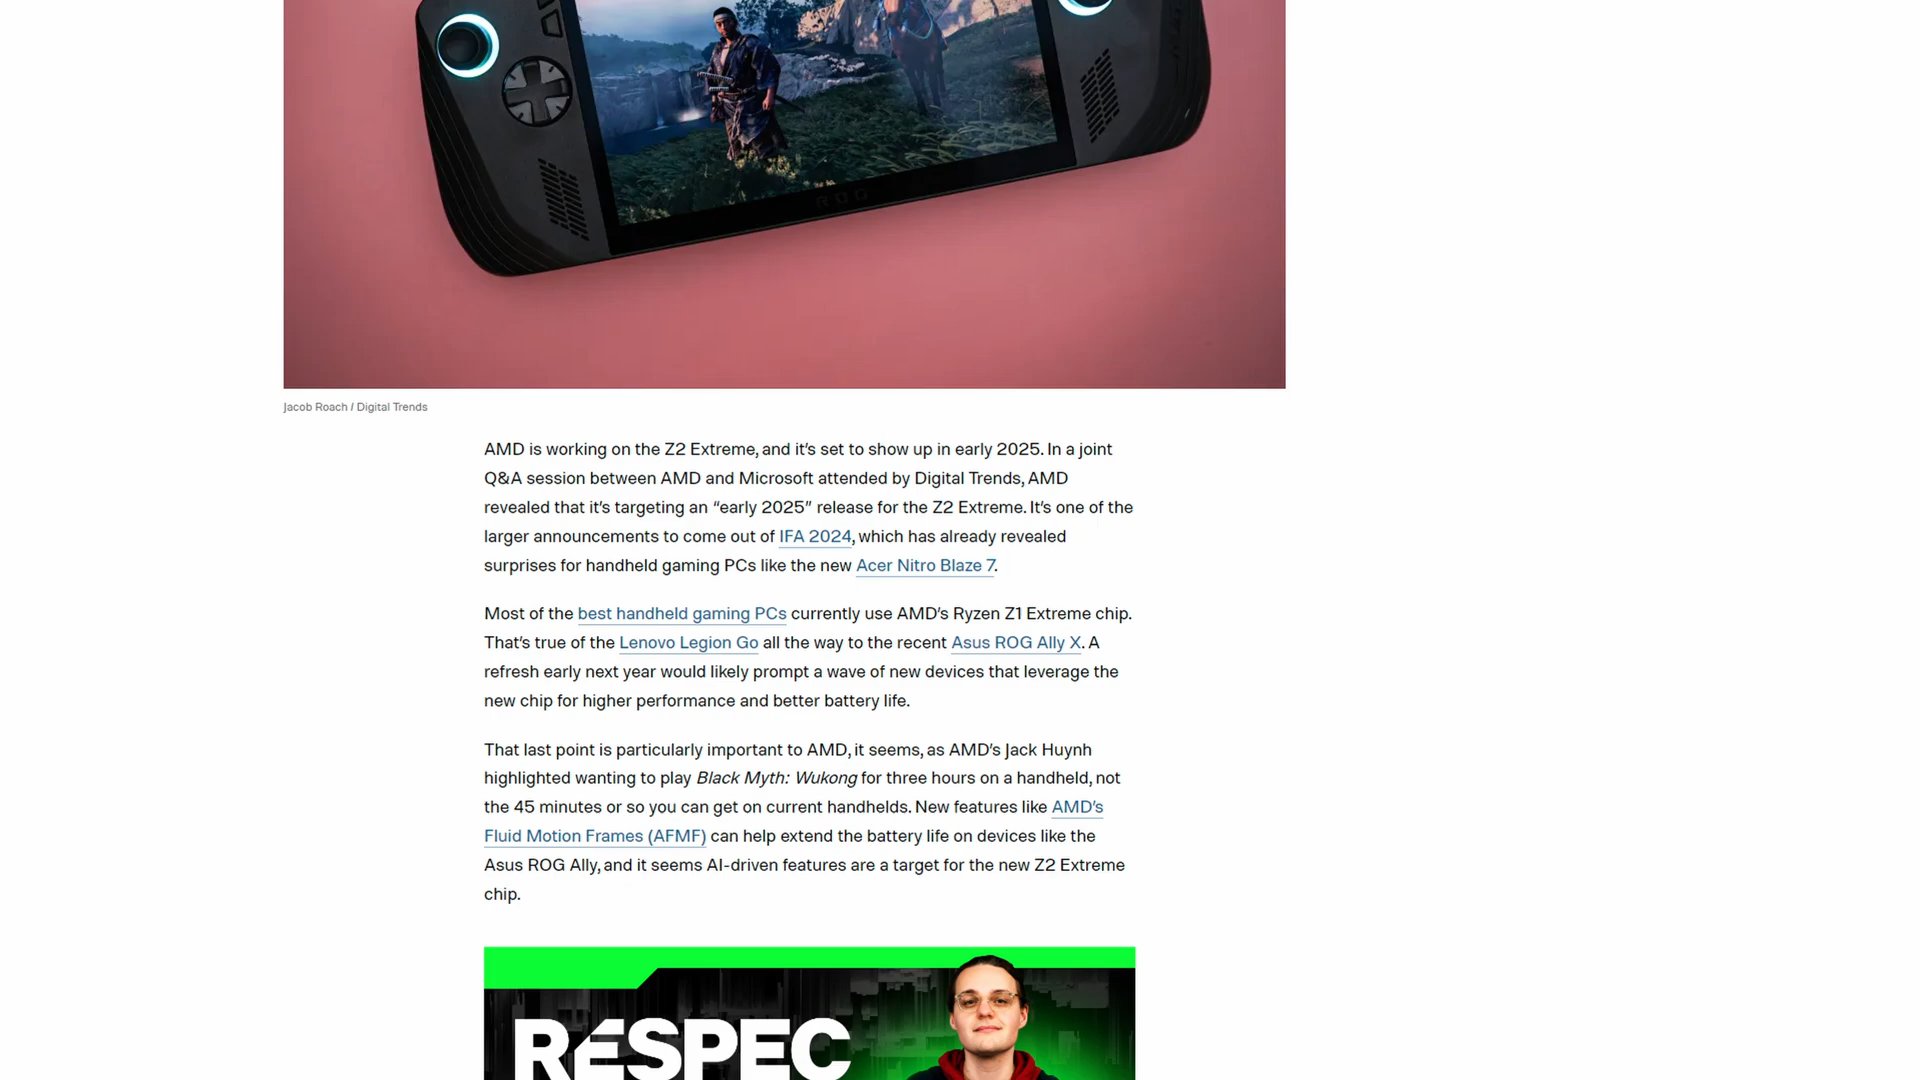 ROG
Jacob Roach / Digital Trends
AMD is working on the Z2 Extreme, and it's set to show up in early 2025. In a joint
Q&A session between AMD and Microsoft attended by Digital Trends, AMD
revealed that it's targeting an “early 2025” release for the Z2 Extreme. It's one of the
larger announcements to come out of IFA 2024, which has already revealed
surprises for handheld gaming PCs like the new Acer Nitro Blaze 7.
Most of the best handheld gaming PCs currently use AMD's Ryzen Z1 Extreme chip.
That's true of the Lenovo Legion Go all the way to the recent Asus ROG Ally X. A
refresh early next year would likely prompt a wave of new devices that leverage the
new chip for higher performance and better battery life.
That last point is particularly important to AMD, it seems, as AMD's Jack Huynh
highlighted wanting to play Black Myth: Wukong for three hours on a handheld, not
the 45 minutes or so you can get on current handhelds. New features like AMD's
Fluid Motion Frames (AFMF) can help extend the battery life on devices like the
Asus ROG Ally, and it seems AI-driven features are a target for the new Z2 Extreme
chip.
RESPEC